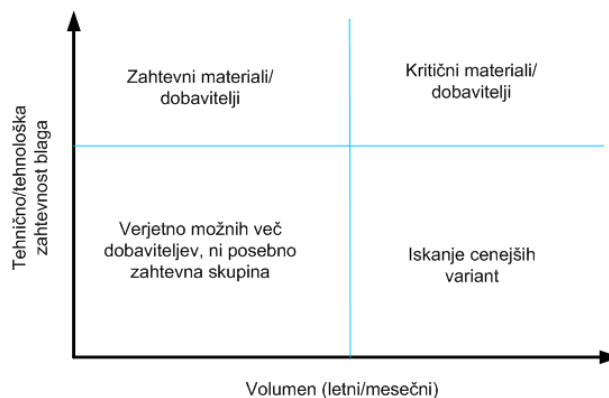 Tehnično/tehnološka
zahtevnost blaga
Zahtevni materiali/
dobavitelji
Kritični materiali/
dobavitelji
Verjetno možnih več
dobaviteljev, ni posebno
zahtevna skupina
Iskanje cenejših
variant
Volumen (letni/mesečni)